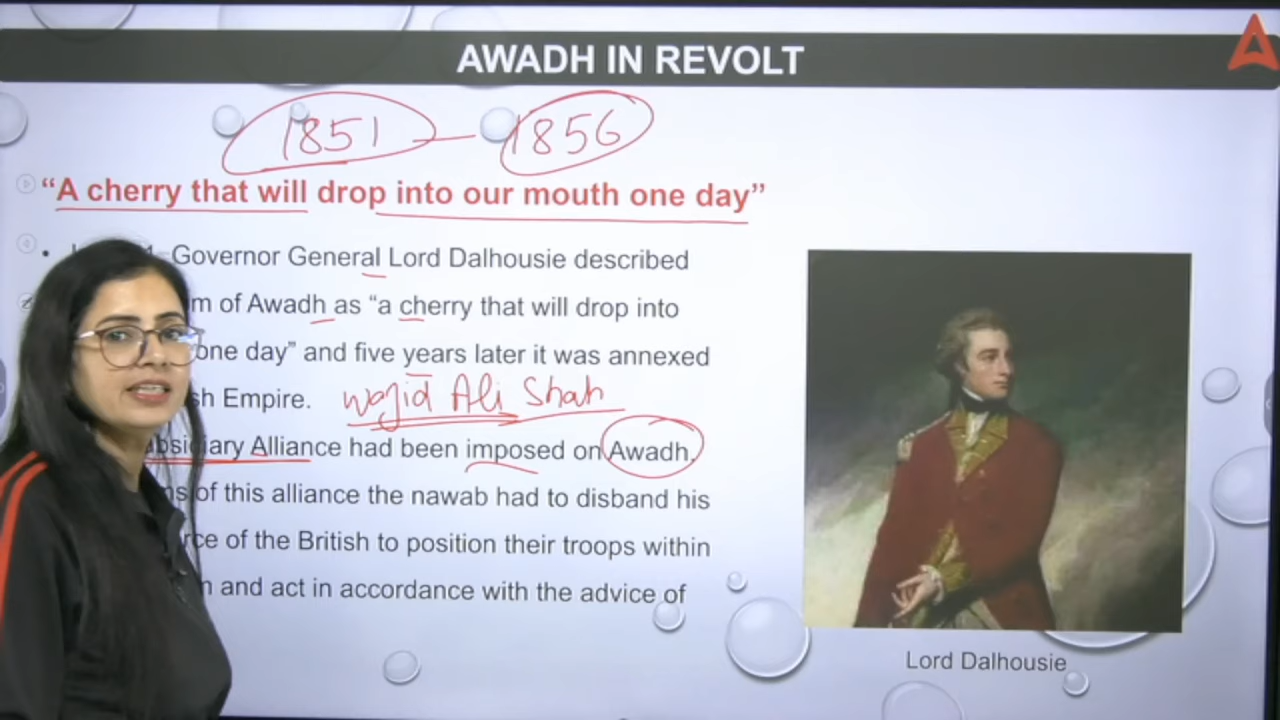 AWADH IN REVOLT
1851 — 1856
“A cherry that will drop into our mouth one day”
• Governor General Lord Dalhousie described
of Awadh as “a cherry that will drop into
one day” and five years later it was annexed
Empire. Wajid Ali Shah
Alliance had been imposed on Awadh.
of this alliance the nawab had to disband his
of the British to position their troops within
and act in accordance with the advice of
Lord Dalhousie